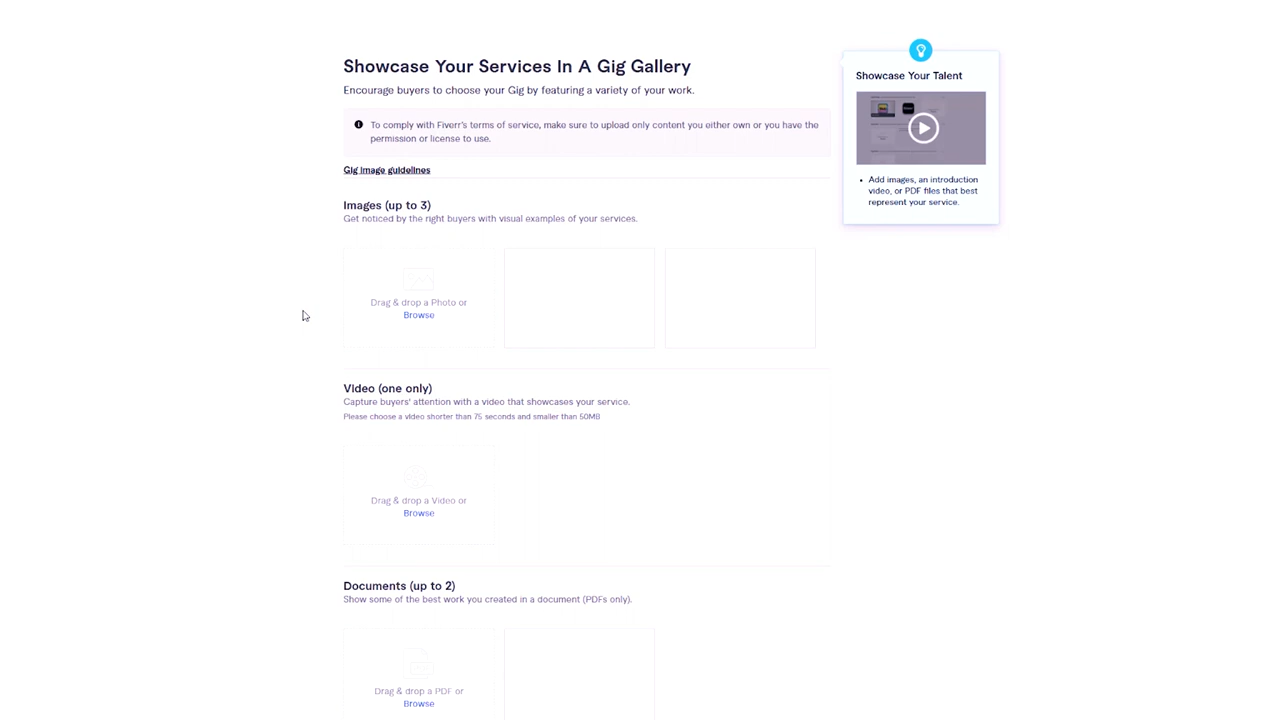 Showcase Your Services In A Gig Gallery
Encourage buyers to choose your Gig by featuring a variety of your work.
To comply with Fiverr's terms of service, make sure to upload only content you either own or you have the
permission or license to use.
Gig image guidelines
Images (up to 3)
Get noticed by the right buyers with visual examples of your services.
Drag & drop a Photo or
Browse
Video (one only)
Capture buyers' attention with a video that showcases your service.
Please choose a video shorter than 75 seconds and smaller than 50MB
Drag & drop a Video or
Browse
Documents (up to 2)
Show some of the best work you created in a document (PDFs only).
Drag & drop a PDF or
Browse
Showcase Your Talent
• Add images, an introduction
video, or PDF files that best
represent your service.